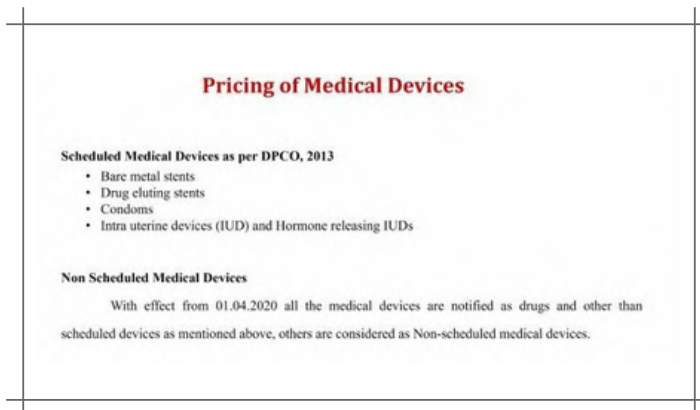 Pricing of Medical Devices
Scheduled Medical Devices as per DPCO, 2013
• Bare metal stents
• Drug eluting stents
• Condoms
• Intra uterine devices (IUD) and Hormone releasing IUDs
Non Scheduled Medical Devices
With effect from 01.04.2020 all the medical devices are notified as drugs and other than
scheduled devices as mentioned above, others are considered as Non-scheduled medical devices.